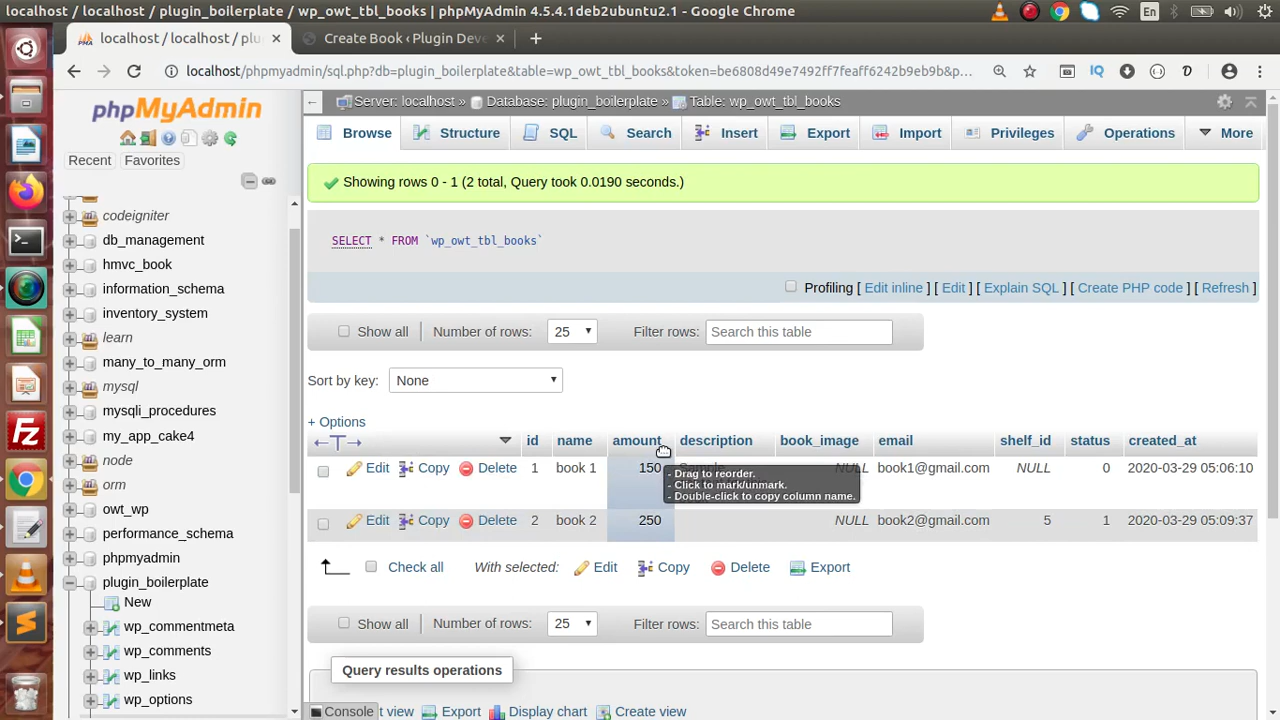 localhost / localhost / plugin_boilerplate / wp_owt_tbl_books | phpMyAdmin 4.5.4.1deb2ubuntu2.1 - Google Chrome
En
localhost / localhost / plu
Create Book ‹ Plugin Deve
localhost/phpmyadmin/sql.php?db=plugin_boilerplate&table=wp_owt_tbl_books&token=be6808d49e7492ff7feaff6242b9eb9b&p...
phpMyAdmin
Recent
Favorites
codeigniter
db_management
hmvc_book
information_schema
inventory_system
learn
many_to_many_orm
mysql
mysqli_procedures
my_app_cake4
node
orm
owt_wp
performance_schema
phpmyadmin
plugin_boilerplate
New
wp_commentmeta
wp_comments
wp_links
wp_options
Server: localhost » Database: plugin_boilerplate » Table: wp_owt_tbl_books
Browse Structure SQL Search Insert Export Import Privileges Operations More
Showing rows 0 - 1 (2 total, Query took 0.0190 seconds.)
SELECT * FROM `wp_owt_tbl_books`
Profiling [ Edit inline ] [ Edit ] [ Explain SQL ] [ Create PHP code ] [ Refresh ]
Show all Number of rows: 25 Filter rows: Search this table
Sort by key: None
+ Options
←T→ id name amount description book_image email shelf_id status created_at
Edit Copy Delete 1 book 1 150 NULL book1@gmail.com NULL 0 2020-03-29 05:06:10
- Drag to reorder.
- Click to mark/unmark.
- Double-click to copy column name.
Edit Copy Delete 2 book 2 250 NULL book2@gmail.com 5 1 2020-03-29 05:09:37
Check all With selected: Edit Copy Delete Export
Show all Number of rows: 25 Filter rows: Search this table
Query results operations
Console t view Export Display chart Create view